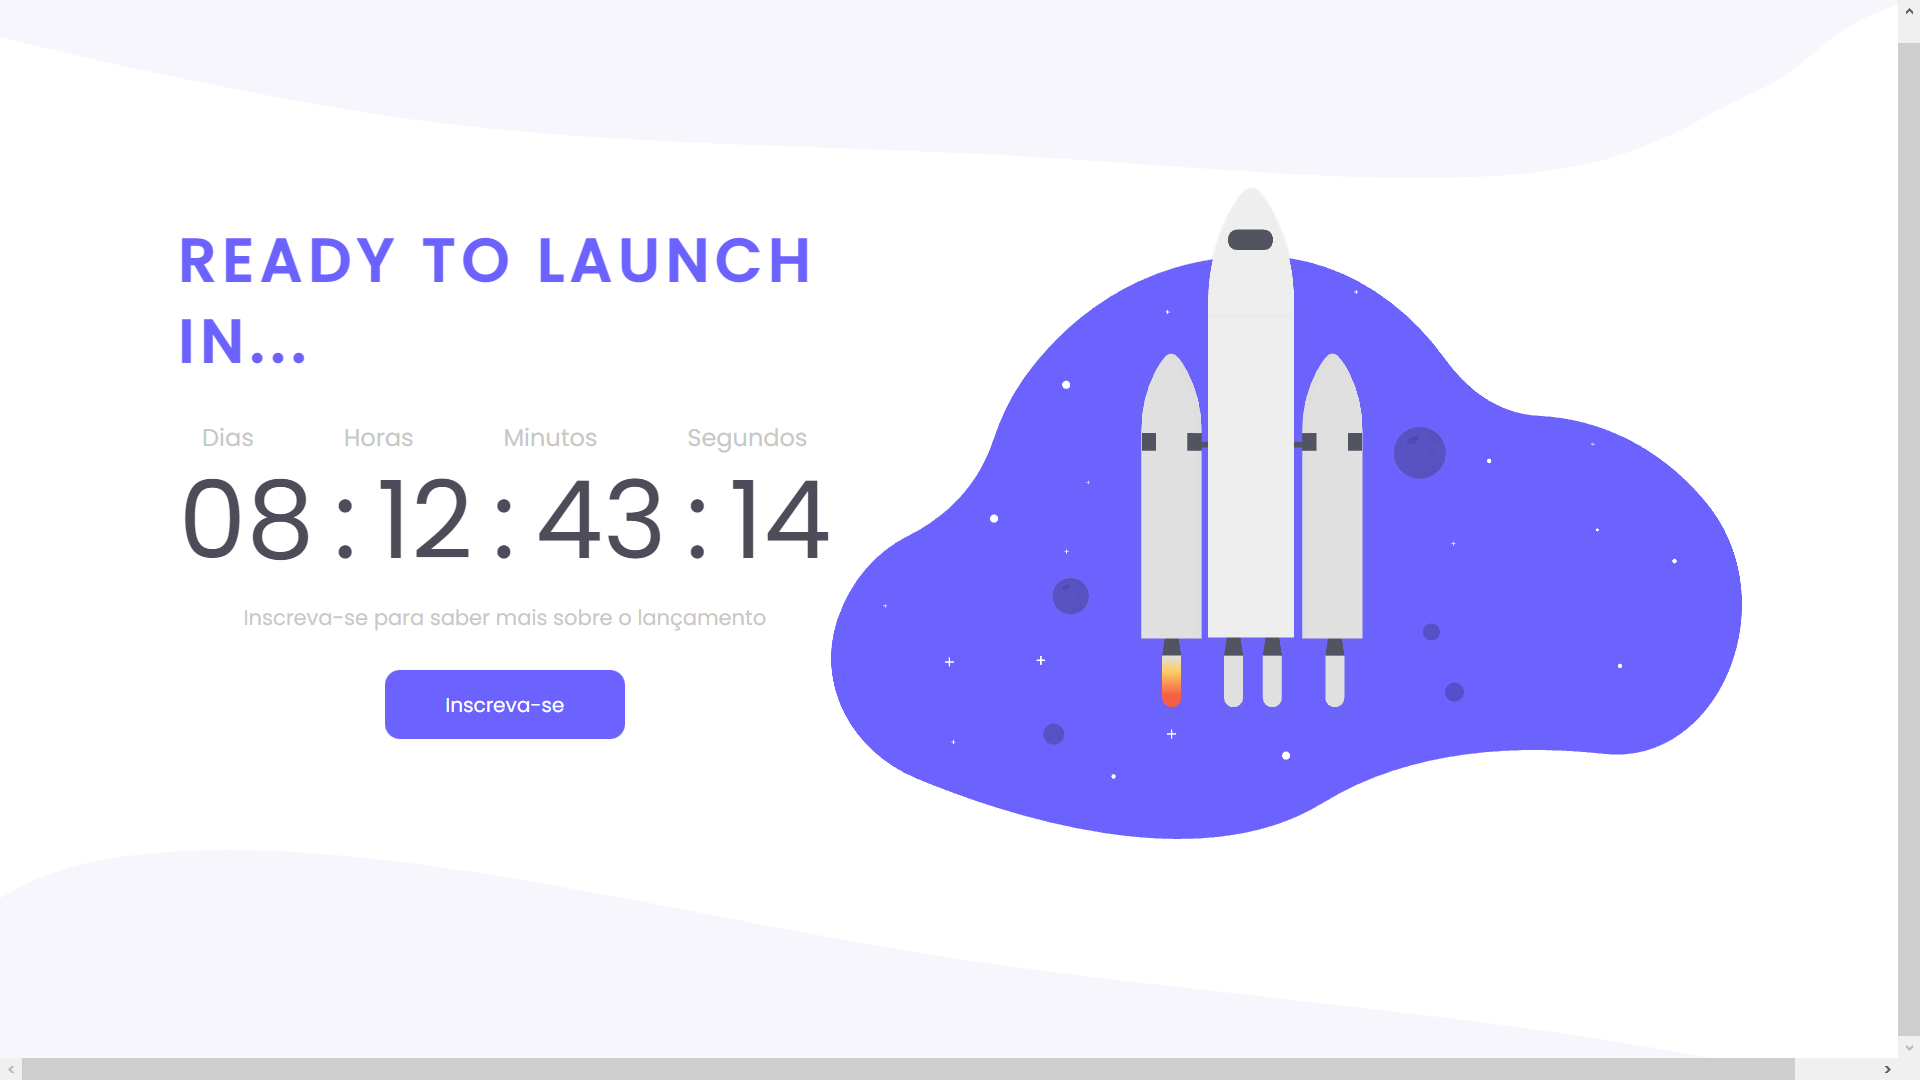 READY TO LAUNCH
IN...
Dias Horas Minutos Segundos
08 : 12 : 43 : 14
Inscreva-se para saber mais sobre o lançamento
Inscreva-se